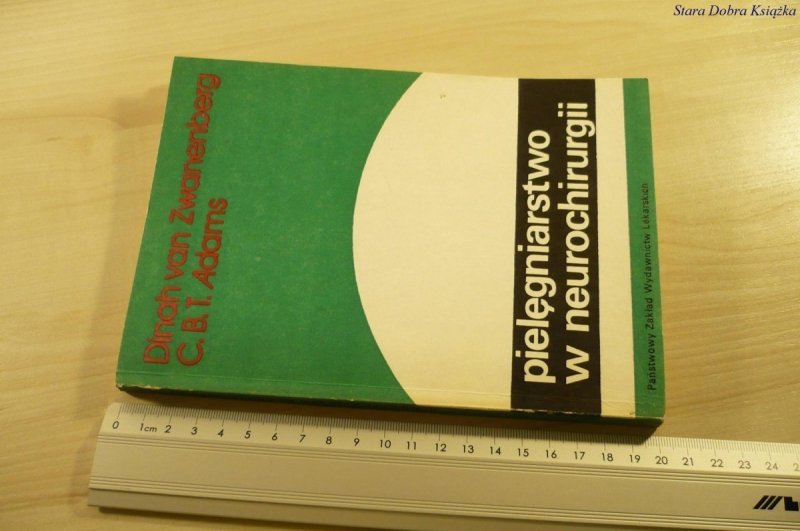 Stara Dobra Książka
Dinah van Zwanenberg
C.B.T. Adams
pielęgniarstwo
w neurochirurgii
Państwowy Zakład Wydawnictw Lekarskich
0 1cm 2 3 4 5 6 7 8 9 10 11 12 13 14 15 16 17 18 19 20 21 22 23 24